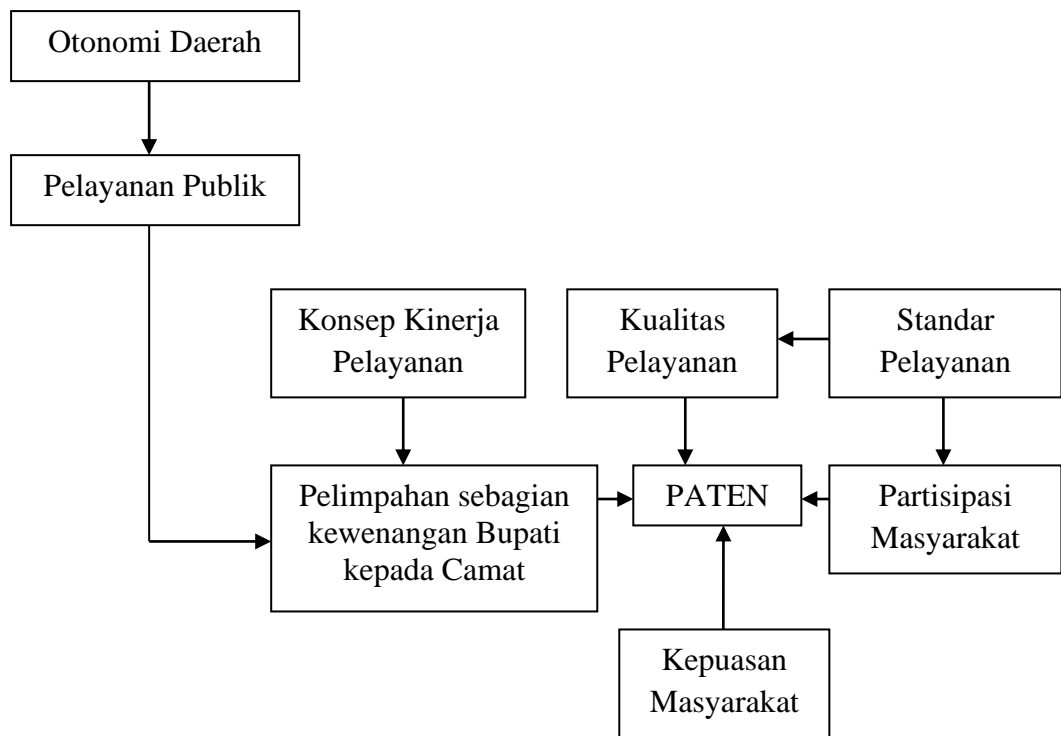 Otonomi Daerah
Pelayanan Publik
Konsep Kinerja
Pelayanan
Kualitas
Pelayanan
Standar
Pelayanan
Pelimpahan sebagian
kewenangan Bupati
kepada Camat
PATEN
Partisipasi
Masyarakat
Kepuasan
Masyarakat